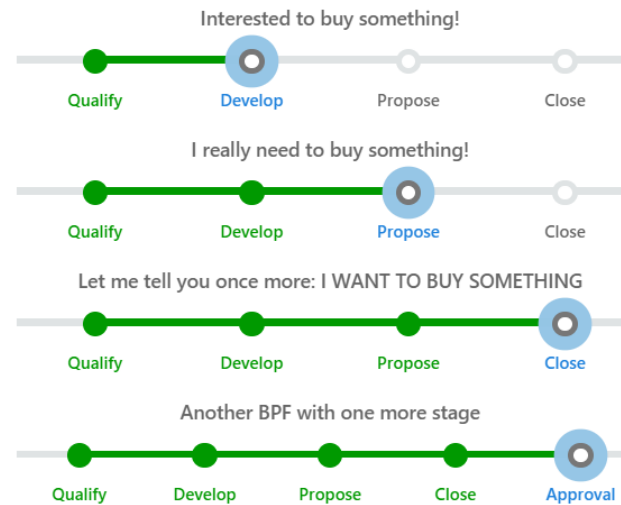 Interested to buy something!
Qualify Develop Propose Close
I really need to buy something!
Qualify Develop Propose Close
Let me tell you once more: I WANT TO BUY SOMETHING
Qualify Develop Propose Close
Another BPF with one more stage
Qualify Develop Propose Close Approval